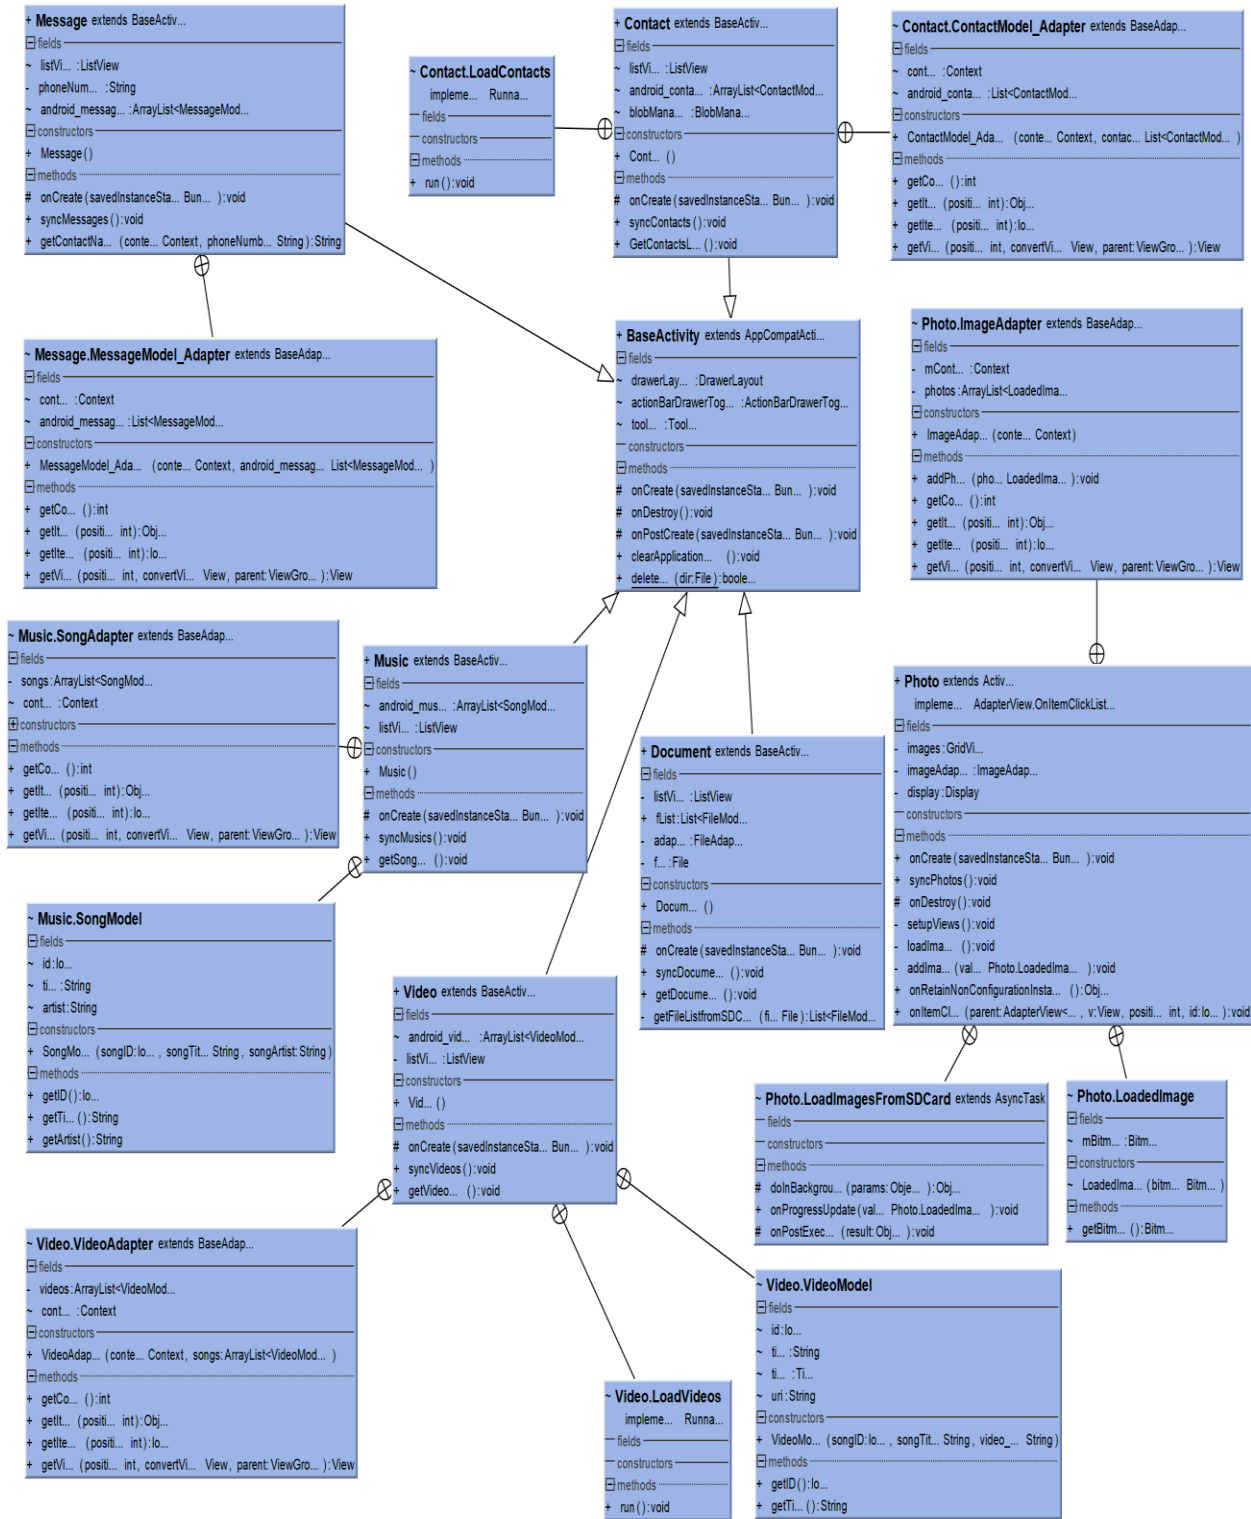 + Message extends BaseActiv...
fields
~ listVi... :ListView
- phoneNum... :String
~ android_messag... :ArrayList<MessageMod...
constructors
+ Message()
methods
# onCreate(savedInstanceSta... Bun... ):void
+ syncMessages():void
+ getContactNa... (conte... Context, phoneNumb... String):String
~ Contact.LoadContacts
impleme... Runna...
fields
constructors
methods
+ run():void
+ Contact extends BaseActiv...
fields
~ listVi... :ListView
~ android_conta... :ArrayList<ContactMod...
~ blobMana... :BlobMana...
constructors
+ Cont... ()
methods
# onCreate(savedInstanceSta... Bun... ):void
+ syncContacts():void
+ GetContactsL... ():void
~ Contact.ContactModel_Adapter extends BaseAdap...
fields
~ cont... :Context
~ android_conta... :List<ContactMod...
constructors
+ ContactModel_Ada... (conte... Context, contac... List<ContactMod... )
methods
+ getCo... ():int
+ getIt... (positi... int):Obj...
+ getIte... (positi... int):lo...
+ getVi... (positi... int, convertVi... View, parent:ViewGro... ):View
~ Message.MessageModel_Adapter extends BaseAdap...
fields
~ cont... :Context
~ android_messag... :List<MessageMod...
constructors
+ MessageModel_Ada... (conte... Context, android_messag... List<MessageMod... )
methods
+ getCo... ():int
+ getIt... (positi... int):Obj...
+ getIte... (positi... int):lo...
+ getVi... (positi... int, convertVi... View, parent:ViewGro... ):View
+ BaseActivity extends AppCompatActi...
fields
~ drawerLay... :DrawerLayout
~ actionBarDrawerTog... :ActionBarDrawerTog...
~ tool... :Tool...
constructors
methods
# onCreate(savedInstanceSta... Bun... ):void
# onDestroy():void
# onPostCreate(savedInstanceSta... Bun... ):void
+ clearApplication... ():void
+ delete... (dir:File):boole...
~ Photo.ImageAdapter extends BaseAdap...
fields
- mCont... :Context
- photos:ArrayList<LoadedIma...
constructors
+ ImageAdap... (conte... Context)
methods
+ addPh... (pho... LoadedIma... ):void
+ getCo... ():int
+ getIt... (positi... int):Obj...
+ getIte... (positi... int):lo...
+ getVi... (positi... int, convertVi... View, parent:ViewGro... ):View
~ Music.SongAdapter extends BaseAdap...
fields
- songs:ArrayList<SongMod...
~ cont... :Context
constructors
methods
+ getCo... ():int
+ getIt... (positi... int):Obj...
+ getIte... (positi... int):lo...
+ getVi... (positi... int, convertVi... View, parent:ViewGro... ):View
+ Music extends BaseActiv...
fields
~ android_mus... :ArrayList<SongMod...
~ listVi... :ListView
constructors
+ Music()
methods
# onCreate(savedInstanceSta... Bun... ):void
+ syncMusics():void
+ getSong... ():void
+ Photo extends Activ...
impleme... AdapterView.OnItemClickList...
fields
- images:GridVi...
- imageAdap... :ImageAdap...
- display:Display
constructors
methods
+ onCreate(savedInstanceSta... Bun... ):void
+ syncPhotos():void
# onDestroy():void
- setupViews():void
- loadIma... ():void
- addIma... (val... Photo.LoadedIma... ):void
+ onRetainNonConfigurationInsta... ():Obj...
+ onItemCl... (parent:AdapterView<... , v:View, positi... int, id:lo... ):void
+ Document extends BaseActiv...
fields
- listVi... :ListView
+ fList:List<FileMod...
- adap... :FileAdap...
- f... :File
constructors
+ Docum... ()
methods
# onCreate(savedInstanceSta... Bun... ):void
+ syncDocume... ():void
+ getDocume... ():void
- getFileListfromSDC... (fi... File):List<FileMod...
~ Music.SongModel
fields
~ id:lo...
~ ti... :String
~ artist:String
constructors
+ SongMo... (songID:lo... , songTit... String, songArtist:String)
methods
+ getID():lo...
+ getTi... ():String
+ getArtist():String
+ Video extends BaseActiv...
fields
~ android_vid... :ArrayList<VideoMod...
- listVi... :ListView
constructors
+ Vid... ()
methods
# onCreate(savedInstanceSta... Bun... ):void
+ syncVideos():void
+ getVideo... ():void
~ Photo.LoadImagesFromSDCard extends AsyncTask
fields
constructors
methods
# doInBackgrou... (params:Obje... ):Obj...
+ onProgressUpdate(val... Photo.LoadedIma... ):void
# onPostExec... (result:Obj... ):void
~ Photo.LoadedImage
fields
~ mBitm... :Bitm...
constructors
~ LoadedIma... (bitm... Bitm... )
methods
+ getBitm... ():Bitm...
~ Video.VideoAdapter extends BaseAdap...
fields
- videos:ArrayList<VideoMod...
~ cont... :Context
constructors
+ VideoAdap... (conte... Context, songs:ArrayList<VideoMod... )
methods
+ getCo... ():int
+ getIt... (positi... int):Obj...
+ getIte... (positi... int):lo...
+ getVi... (positi... int, convertVi... View, parent:ViewGro... ):View
~ Video.LoadVideos
impleme... Runna...
fields
constructors
methods
+ run():void
~ Video.VideoModel
fields
~ id:lo...
~ ti... :String
~ ti... :Ti...
~ uri:String
constructors
+ VideoMo... (songID:lo... , songTit... String, video_... String)
methods
+ getID():lo...
+ getTi... ():String